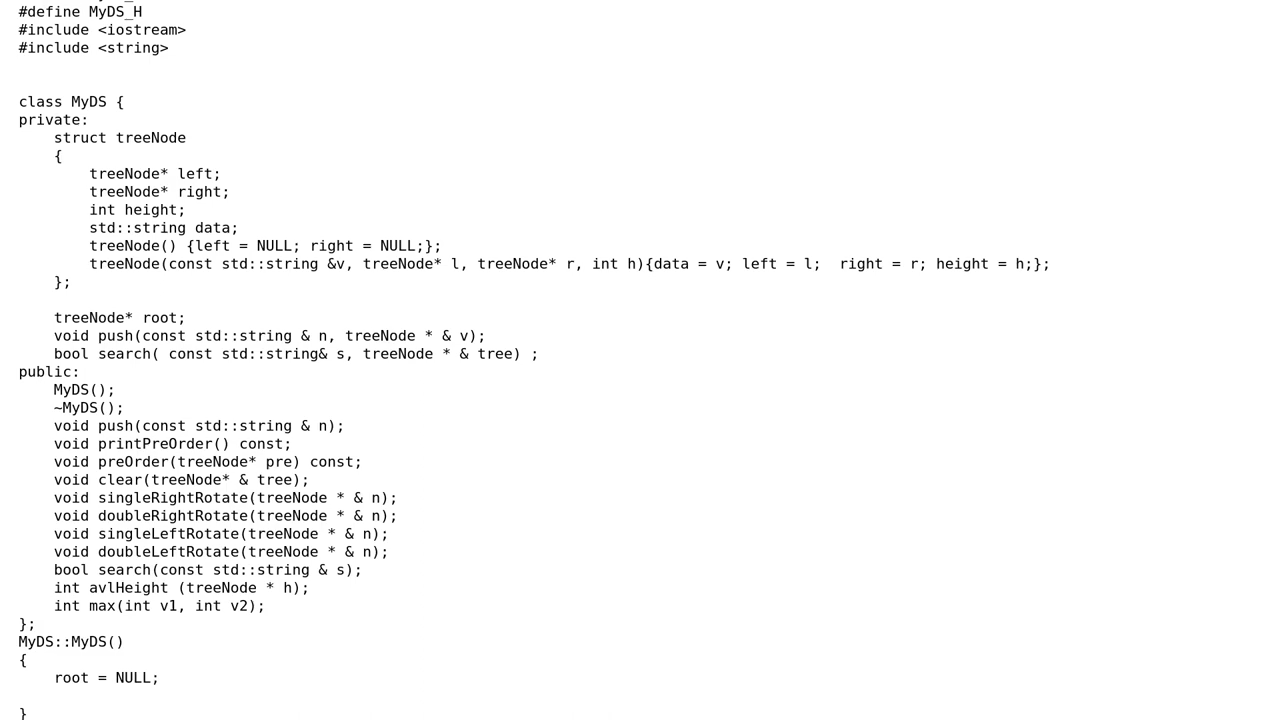 #define MyDS_H
#include <iostream>
#include <string>
class MyDS {
private:
    struct treeNode
    {
        treeNode* left;
        treeNode* right;
        int height;
        std::string data;
        treeNode() {left = NULL; right = NULL;};
        treeNode(const std::string &v, treeNode* l, treeNode* r, int h){data = v; left = l;  right = r; height = h;};
    };
    treeNode* root;
    void push(const std::string & n, treeNode * & v);
    bool search( const std::string& s, treeNode * & tree) ;
public:
    MyDS();
    ~MyDS();
    void push(const std::string & n);
    void printPreOrder() const;
    void preOrder(treeNode* pre) const;
    void clear(treeNode* & tree);
    void singleRightRotate(treeNode * & n);
    void doubleRightRotate(treeNode * & n);
    void singleLeftRotate(treeNode * & n);
    void doubleLeftRotate(treeNode * & n);
    bool search(const std::string & s);
    int avlHeight (treeNode * h);
    int max(int v1, int v2);
};
MyDS::MyDS()
{
    root = NULL;
}